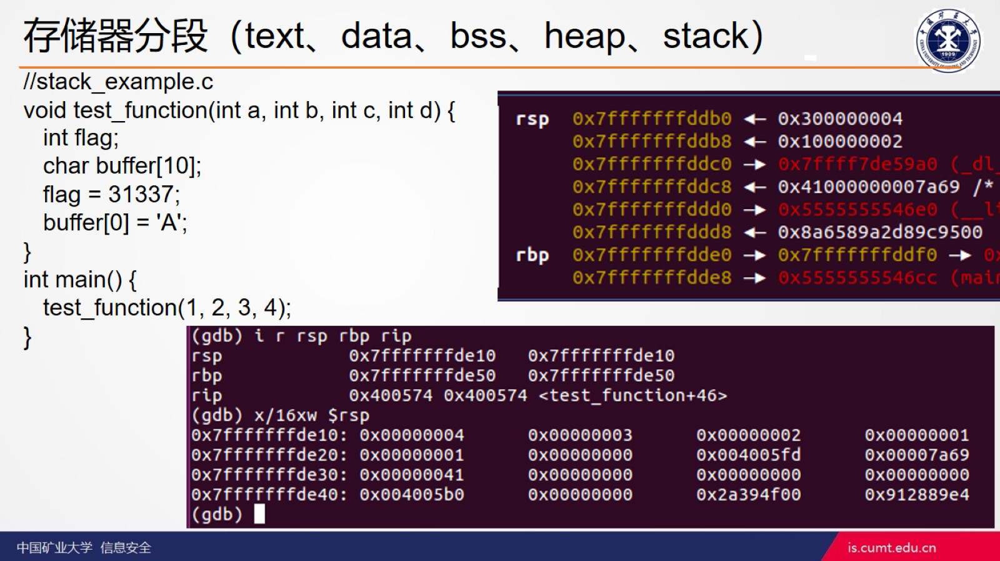 存储器分段（text、data、bss、heap、stack）
//stack_example.c
void test_function(int a, int b, int c, int d) {
int flag;
char buffer[10];
flag = 31337;
buffer[0] = 'A';
}
int main() {
test_function(1, 2, 3, 4);
}
rsp 0x7fffffffddb0 ◂— 0x300000004
0x7fffffffddb8 ◂— 0x100000002
0x7fffffffddc0 —▸ 0x7ffff7de59a0 (_dl_
0x7fffffffddc8 ◂— 0x41000000007a69 /*
0x7fffffffddd0 —▸ 0x5555555546e0 (__li
0x7fffffffddd8 ◂— 0x8a6589a2d89c9500
rbp 0x7fffffffdde0 —▸ 0x7fffffffddf0 —▸ 0x
0x7fffffffdde8 —▸ 0x5555555546cc (main
(gdb) i r rsp rbp rip
rsp 0x7fffffffde10 0x7fffffffde10
rbp 0x7fffffffde50 0x7fffffffde50
rip 0x400574 0x400574 <test_function+46>
(gdb) x/16xw $rsp
0x7fffffffde10: 0x00000004 0x00000003 0x00000002 0x00000001
0x7fffffffde20: 0x00000001 0x00000000 0x004005fd 0x00007a69
0x7fffffffde30: 0x00000041 0x00000000 0x00000000 0x00000000
0x7fffffffde40: 0x004005b0 0x00000000 0x2a394f00 0x912889e4
(gdb)
中国矿业大学 信息安全
is.cumt.edu.cn
1909